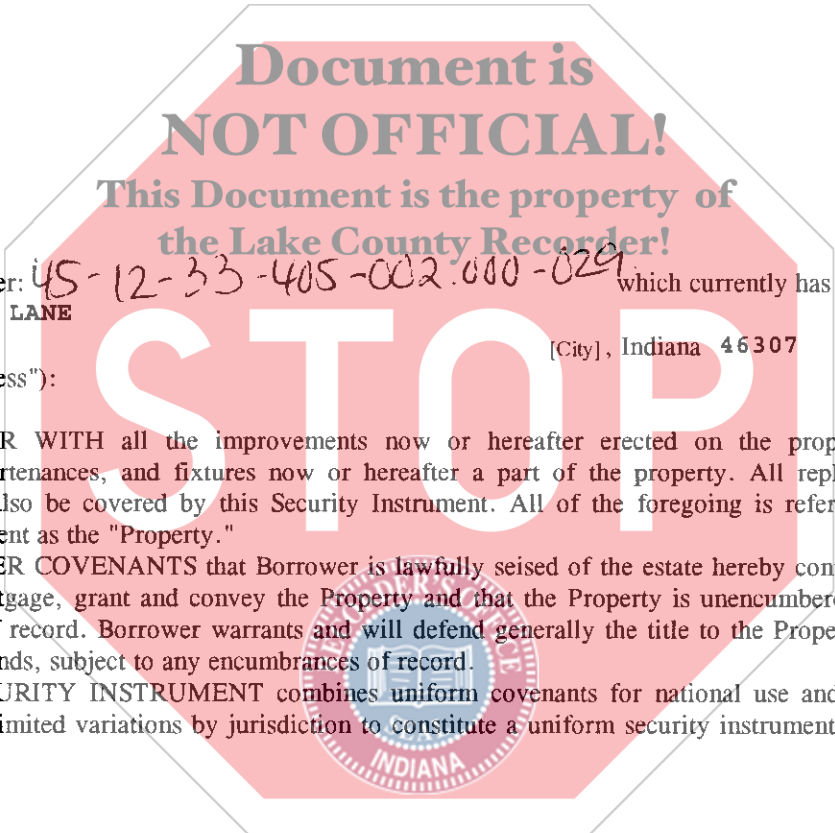 Document is
NOT OFFICIAL!
This Document is the property of
the Lake County Recorder!
er: 45-12-33-405-002.000-029 which currently has
LANE
[City], Indiana 46307
ess"):
STOP
R WITH all the improvements now or hereafter erected on the prop
rtenances, and fixtures now or hereafter a part of the property. All repl
lso be covered by this Security Instrument. All of the foregoing is refer
ent as the "Property."
ER COVENANTS that Borrower is lawfully seised of the estate hereby con
tgage, grant and convey the Property and that the Property is unencumber
f record. Borrower warrants and will defend generally the title to the Prope
nds, subject to any encumbrances of record.
URITY INSTRUMENT combines uniform covenants for national use and
imited variations by jurisdiction to constitute a uniform security instrument
RECORDER'S OFFICE
SEAL
INDIANA